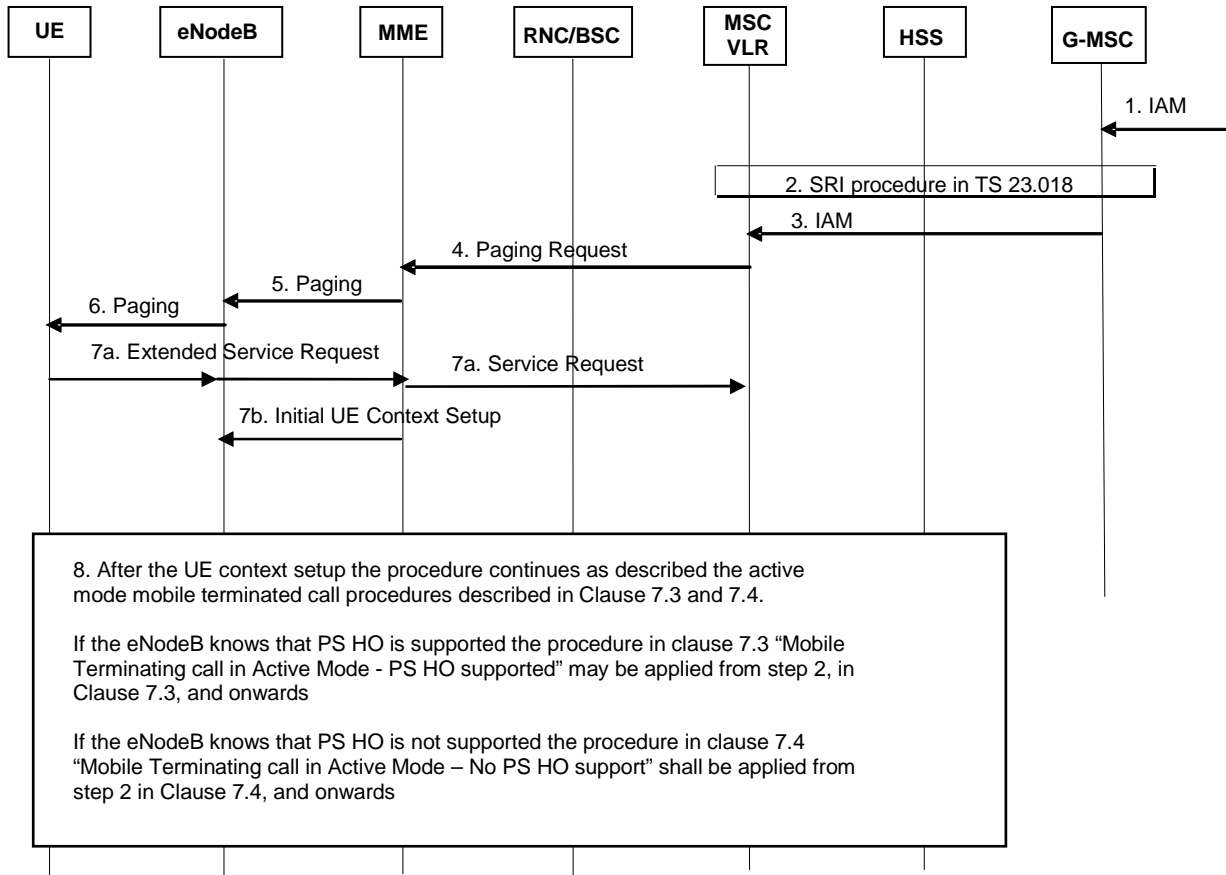 UE
eNodeB
MME
RNC/BSC
MSC
VLR
HSS
G-MSC
1. IAM
2. SRI procedure in TS 23.018
3. IAM
4. Paging Request
5. Paging
6. Paging
7a. Extended Service Request
7a. Service Request
7b. Initial UE Context Setup
8. After the UE context setup the procedure continues as described the active
mode mobile terminated call procedures described in Clause 7.3 and 7.4.
If the eNodeB knows that PS HO is supported the procedure in clause 7.3 “Mobile
Terminating call in Active Mode - PS HO supported” may be applied from step 2, in
Clause 7.3, and onwards
If the eNodeB knows that PS HO is not supported the procedure in clause 7.4
“Mobile Terminating call in Active Mode – No PS HO support” shall be applied from
step 2 in Clause 7.4, and onwards